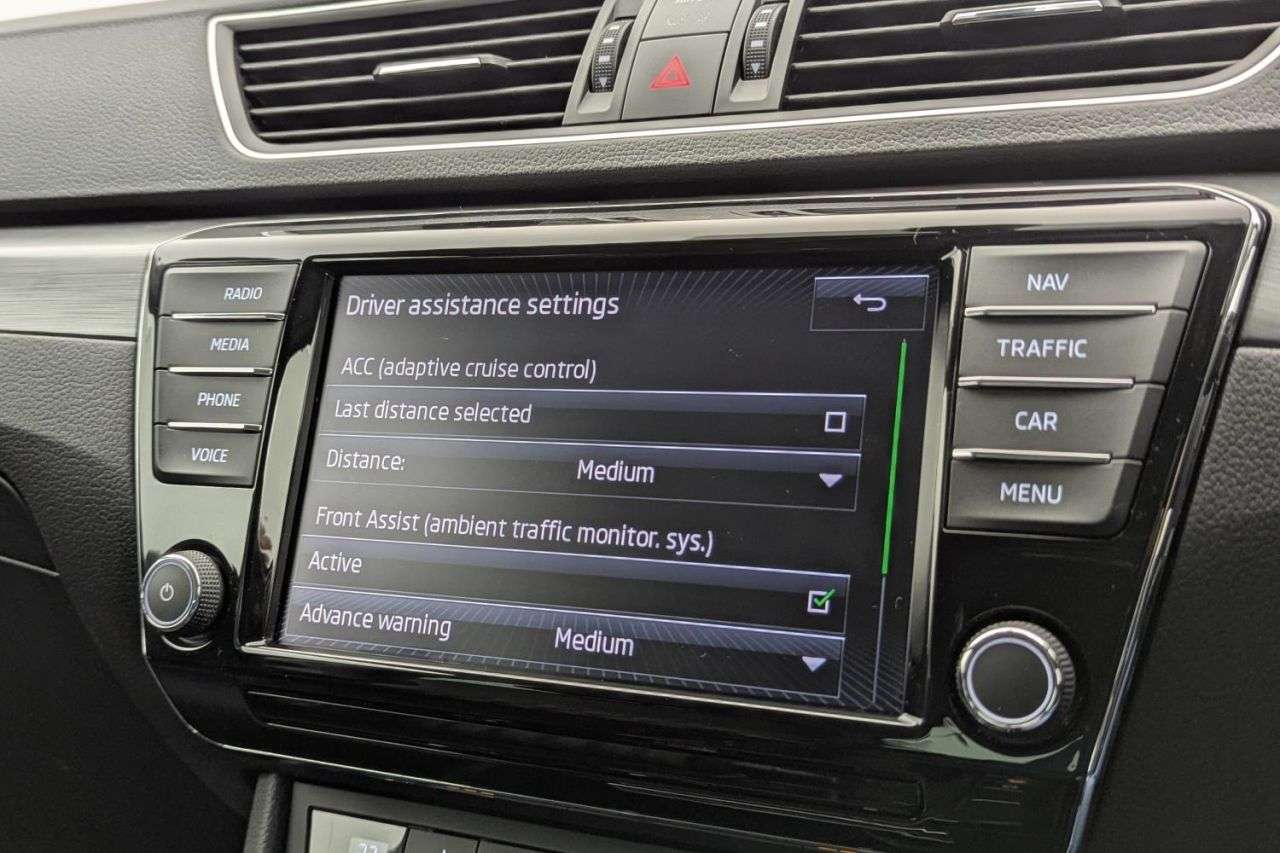 RADIO
MEDIA
PHONE
VOICE
Driver assistance settings
ACC (adaptive cruise control)
Last distance selected
Distance: Medium
Front Assist (ambient traffic monitor. sys.)
Active
Advance warning Medium
NAV
TRAFFIC
CAR
MENU